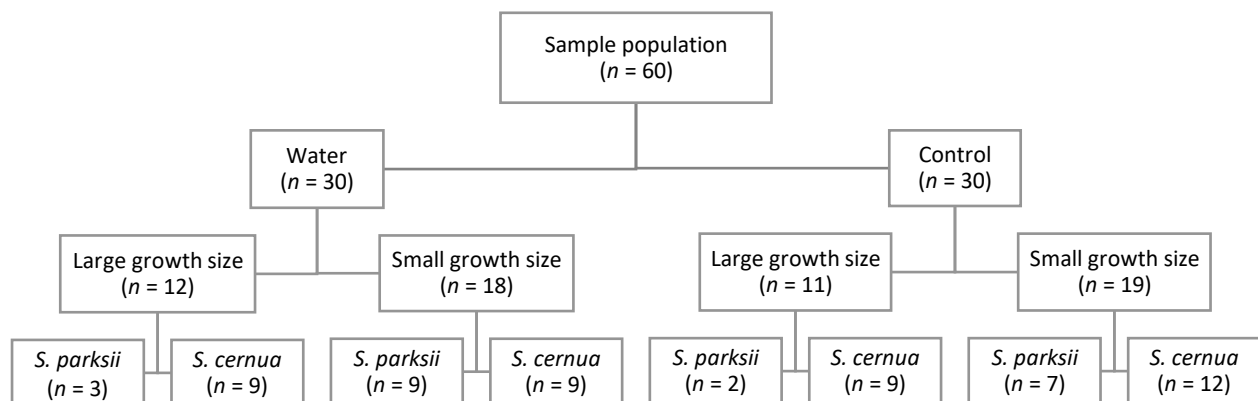 Sample population
(n = 60)
Water
(n = 30)
Control
(n = 30)
Large growth size
(n = 12)
Small growth size
(n = 18)
Large growth size
(n = 11)
Small growth size
(n = 19)
S. parksii
(n = 3)
S. cernua
(n = 9)
S. parksii
(n = 9)
S. cernua
(n = 9)
S. parksii
(n = 2)
S. cernua
(n = 9)
S. parksii
(n = 7)
S. cernua
(n = 12)